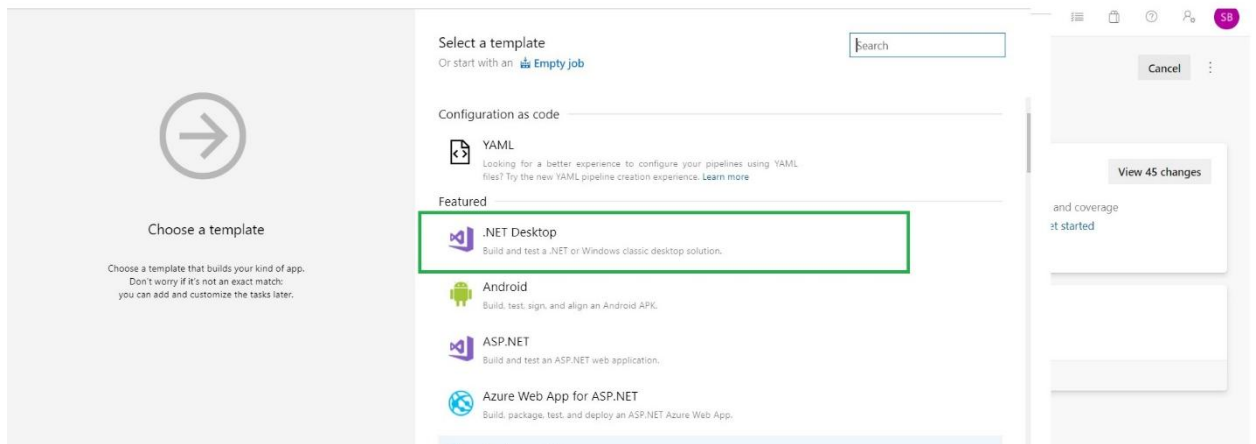 SB
Select a template
Search
Or start with an Empty job
Cancel
Configuration as code
YAML
Looking for a better experience to configure your pipelines using YAML
files? Try the new YAML pipeline creation experience. Learn more
View 45 changes
Featured
and coverage
et started
Choose a template
.NET Desktop
Build and test a .NET or Windows classic desktop solution.
Choose a template that builds your kind of app.
Don't worry if it's not an exact match:
you can add and customize the tasks later.
Android
Build, test, sign, and align an Android APK.
ASP.NET
Build and test an ASP.NET web application.
Azure Web App for ASP.NET
Build, package, test, and deploy an ASP.NET Azure Web App.